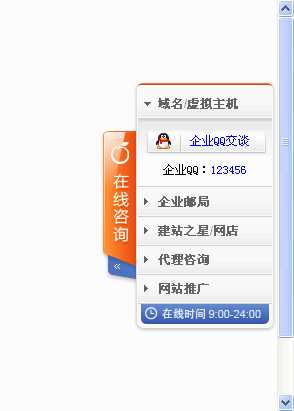 域名/虚拟主机
企业QQ交谈
企业QQ：123456
在线咨询
«
企业邮局
建站之星/网店
代理咨询
网站推广
在线时间 9:00-24:00